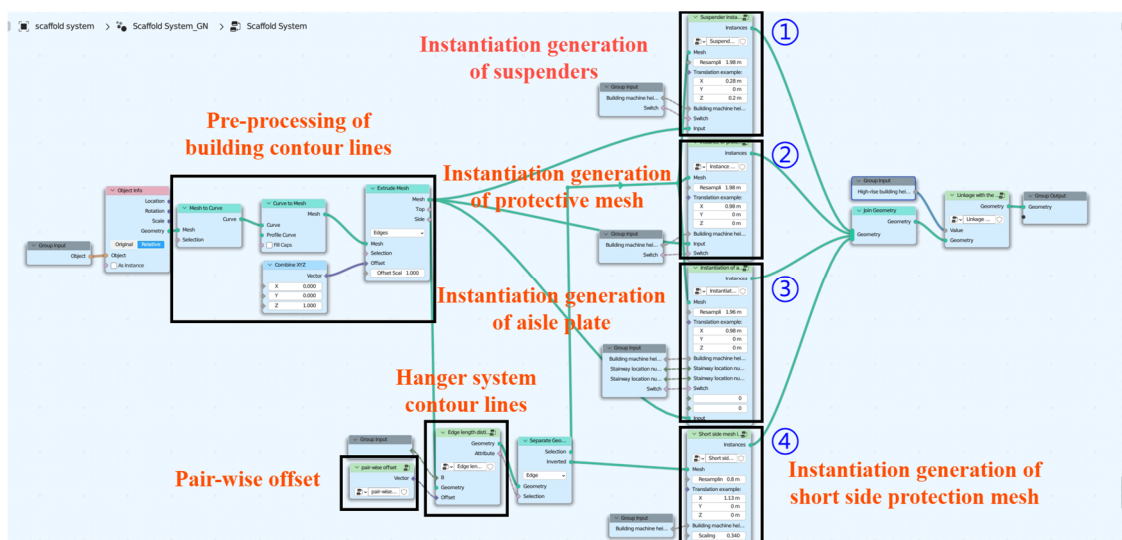 scaffold system > Scaffold System_GN > Scaffold System
Instantiation generation
of suspenders
①
Suspender insta...
Instances
Suspend...
Mesh
Resampli 1.98 m
Translation example:
X 0.28 m
Y 0 m
Z 0.2 m
Building machine hei...
Switch
Input
Group Input
Building machine hei...
Switch
Pre-processing of
building contour lines
Object Info
Location
Rotation
Scale
Geometry
Original Relative
Object
As Instance
Group Input
Object
Mesh to Curve
Curve
Mesh
Selection
Curve to Mesh
Mesh
Curve
Profile Curve
Fill Caps
Combine XYZ
Vector
X 0.000
Y 0.000
Z 1.000
Extrude Mesh
Mesh
Top
Side
Edges
Mesh
Selection
Offset
Offset Scal 1.000
Instantiation generation
of protective mesh
②
Instances
Instance ...
Mesh
Resampli 1.98 m
Translation example:
X 0.98 m
Y 0 m
Z 0 m
Building machine hei...
Input
Switch
Group Input
Building machine hei...
Switch
Instantiation generation
of aisle plate
③
Instantiation of a...
Instances
Instantiat...
Mesh
Resampli 1.96 m
Translation example:
X 0.98 m
Y 0 m
Z 0 m
Building machine hei...
Stairway location nu...
Stairway location nu...
Switch
0
0
Input
Group Input
Building machine hei...
Stairway location nu...
Stairway location nu...
Switch
Group Input
High-rise building hei...
Join Geometry
Geometry
Geometry
Linkage with the ...
Geometry
Linkage ...
Value
Geometry
Group Output
Geometry
Hanger system
contour lines
Pair-wise offset
Group Input
pair-wise offset
Vector
pair-wise...
Edge length disti...
Geometry
Attribute
Edge len...
B
Geometry
Offset
Separate Geo...
Selection
Inverted
Edge
Geometry
Selection
④
Short side mesh i...
Instances
Short sid...
Mesh
Resamplin 0.8 m
Translation example:
X 1.13 m
Y 0 m
Z 0 m
Building machine hei...
Scaling 0.340
Group Input
Building machine hei...
Instantiation generation of
short side protection mesh